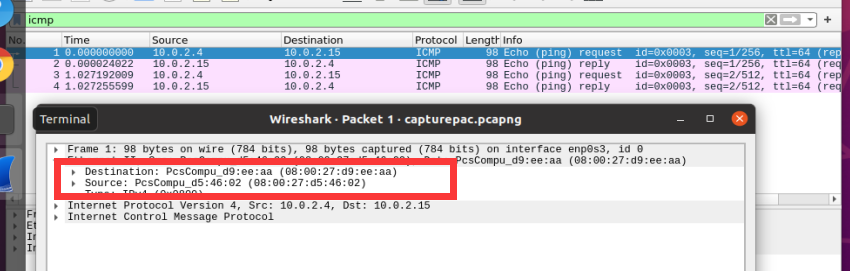 icmp
No. Time Source Destination Protocol Length Info
1 0.000000000 10.0.2.4 10.0.2.15 ICMP 98 Echo (ping) request id=0x0003, seq=1/256, ttl=64 (rep
2 0.000024022 10.0.2.15 10.0.2.4 ICMP 98 Echo (ping) reply id=0x0003, seq=1/256, ttl=64 (req
3 1.027192009 10.0.2.4 10.0.2.15 ICMP 98 Echo (ping) request id=0x0003, seq=2/512, ttl=64 (rep
4 1.027255599 10.0.2.15 10.0.2.4 ICMP 98 Echo (ping) reply id=0x0003, seq=2/512, ttl=64 (req
Terminal Wireshark · Packet 1 · capturepac.pcapng
Frame 1: 98 bytes on wire (784 bits), 98 bytes captured (784 bits) on interface enp0s3, id 0
PcsCompu_d9:ee:aa (08:00:27:d9:ee:aa)
Destination: PcsCompu_d9:ee:aa (08:00:27:d9:ee:aa)
Source: PcsCompu_d5:46:02 (08:00:27:d5:46:02)
Type: IPv4 (0x0800)
Internet Protocol Version 4, Src: 10.0.2.4, Dst: 10.0.2.15
Internet Control Message Protocol
Fr
Et
In
In